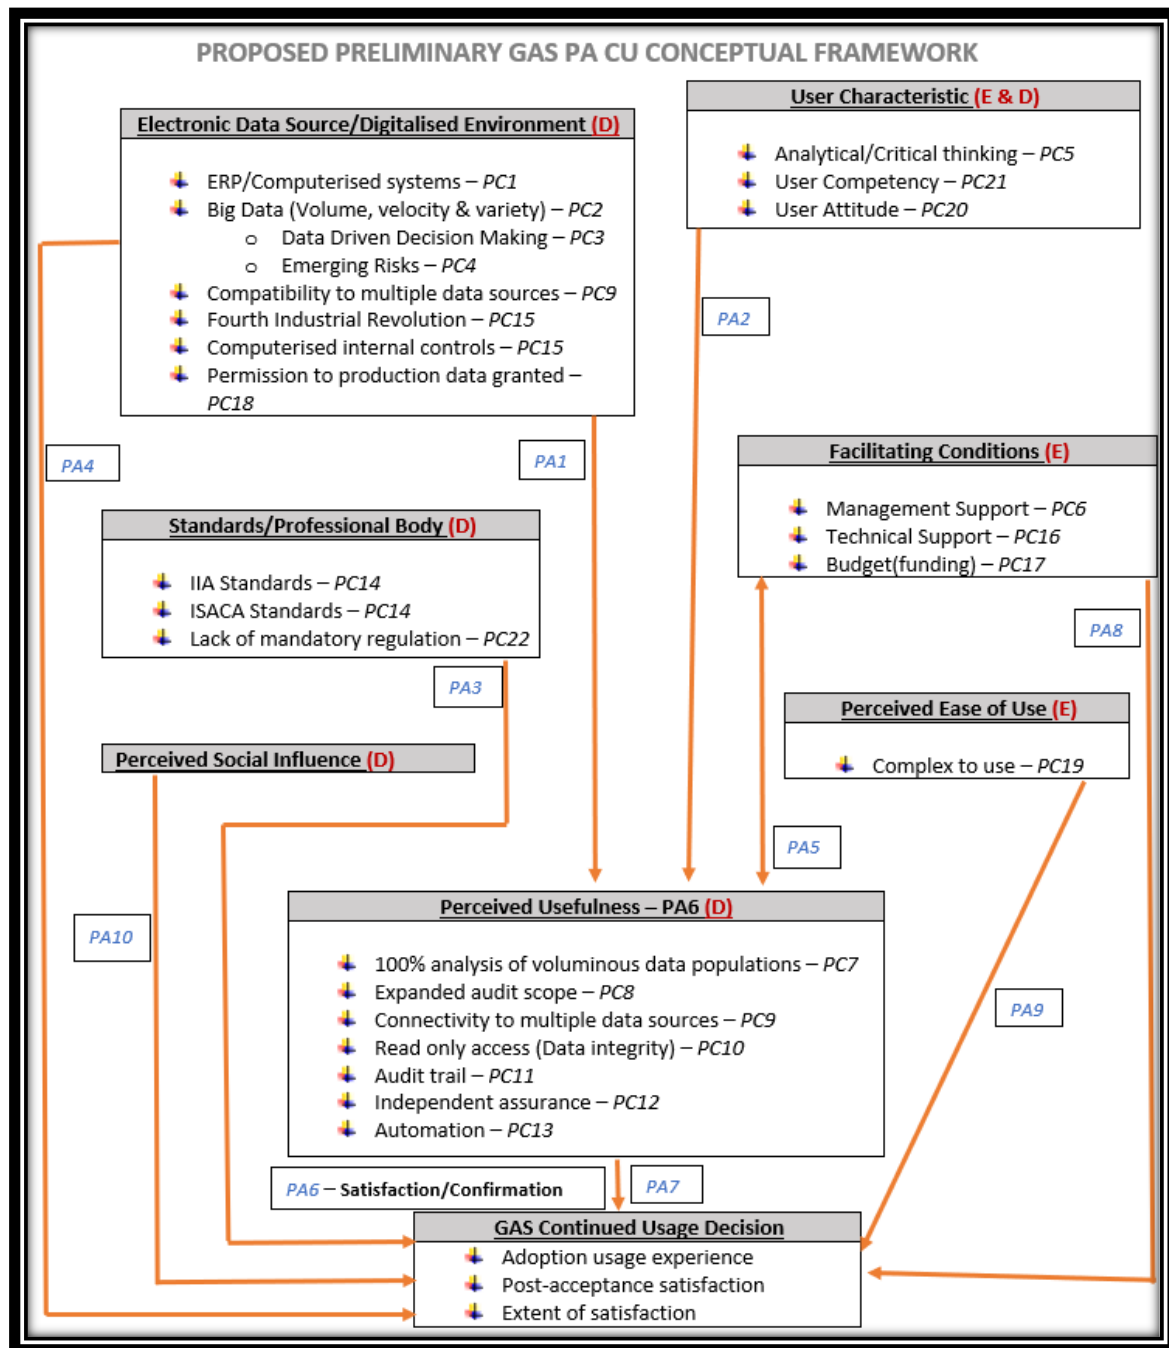 PROPOSED PRELIMINARY GAS PA CU CONCEPTUAL FRAMEWORK
Electronic Data Source/Digitalised Environment (D)
ERP/Computerised systems – PC1
Big Data (Volume, velocity & variety) – PC2
o Data Driven Decision Making – PC3
o Emerging Risks – PC4
Compatibility to multiple data sources – PC9
Fourth Industrial Revolution – PC15
Computerised internal controls – PC15
Permission to production data granted –
PC18
User Characteristic (E & D)
Analytical/Critical thinking – PC5
User Competency – PC21
User Attitude – PC20
PA2
PA4
PA1
Facilitating Conditions (E)
Management Support – PC6
Technical Support – PC16
Budget(funding) – PC17
Standards/Professional Body (D)
IIA Standards – PC14
ISACA Standards – PC14
Lack of mandatory regulation – PC22
PA8
PA3
Perceived Ease of Use (E)
Complex to use – PC19
Perceived Social Influence (D)
PA5
PA10
Perceived Usefulness – PA6 (D)
100% analysis of voluminous data populations – PC7
Expanded audit scope – PC8
Connectivity to multiple data sources – PC9
Read only access (Data integrity) – PC10
Audit trail – PC11
Independent assurance – PC12
Automation – PC13
PA9
PA6 – Satisfaction/Confirmation
PA7
GAS Continued Usage Decision
Adoption usage experience
Post-acceptance satisfaction
Extent of satisfaction